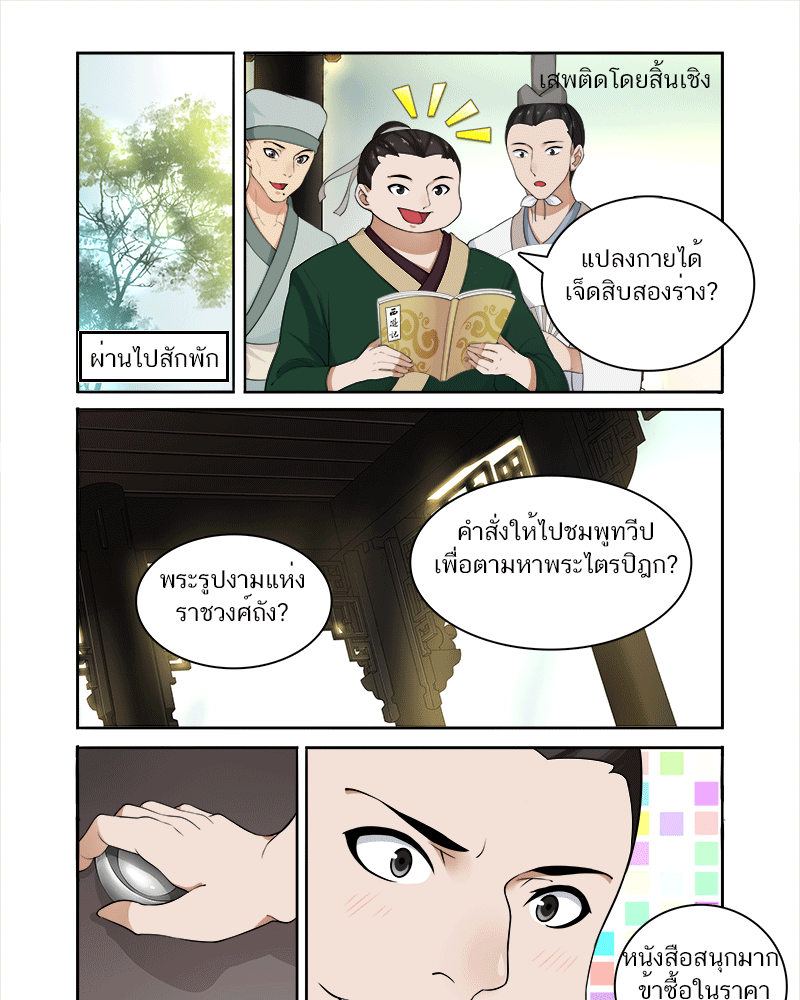 เสพติดโดยสิ้นเชิง
แปลงกายได้
เจ็ดสิบสองร่าง?
西遊记
ผ่านไปสักพัก
คำสั่งให้ไปชมพูทวีป
เพื่อตามหาพระไตรปิฎก?
พระรูปงามแห่ง
ราชวงศ์ถัง?
หนังสือสนุกมาก
ข้าซื้อในราคา